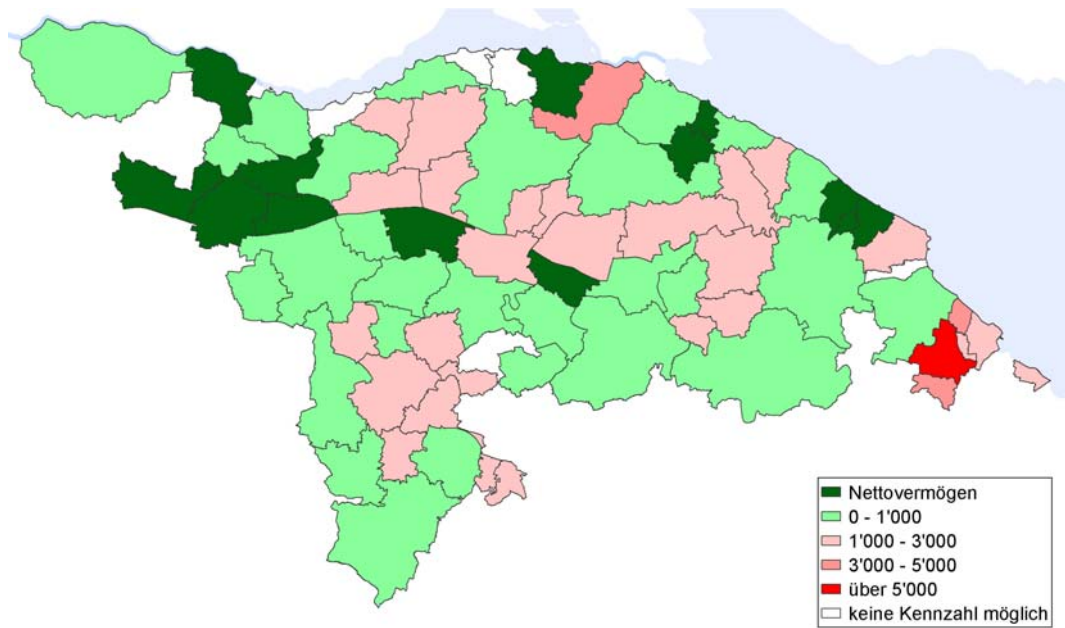 Nettovermögen
0 - 1'000
1'000 - 3'000
3'000 - 5'000
über 5'000
keine Kennzahl möglich